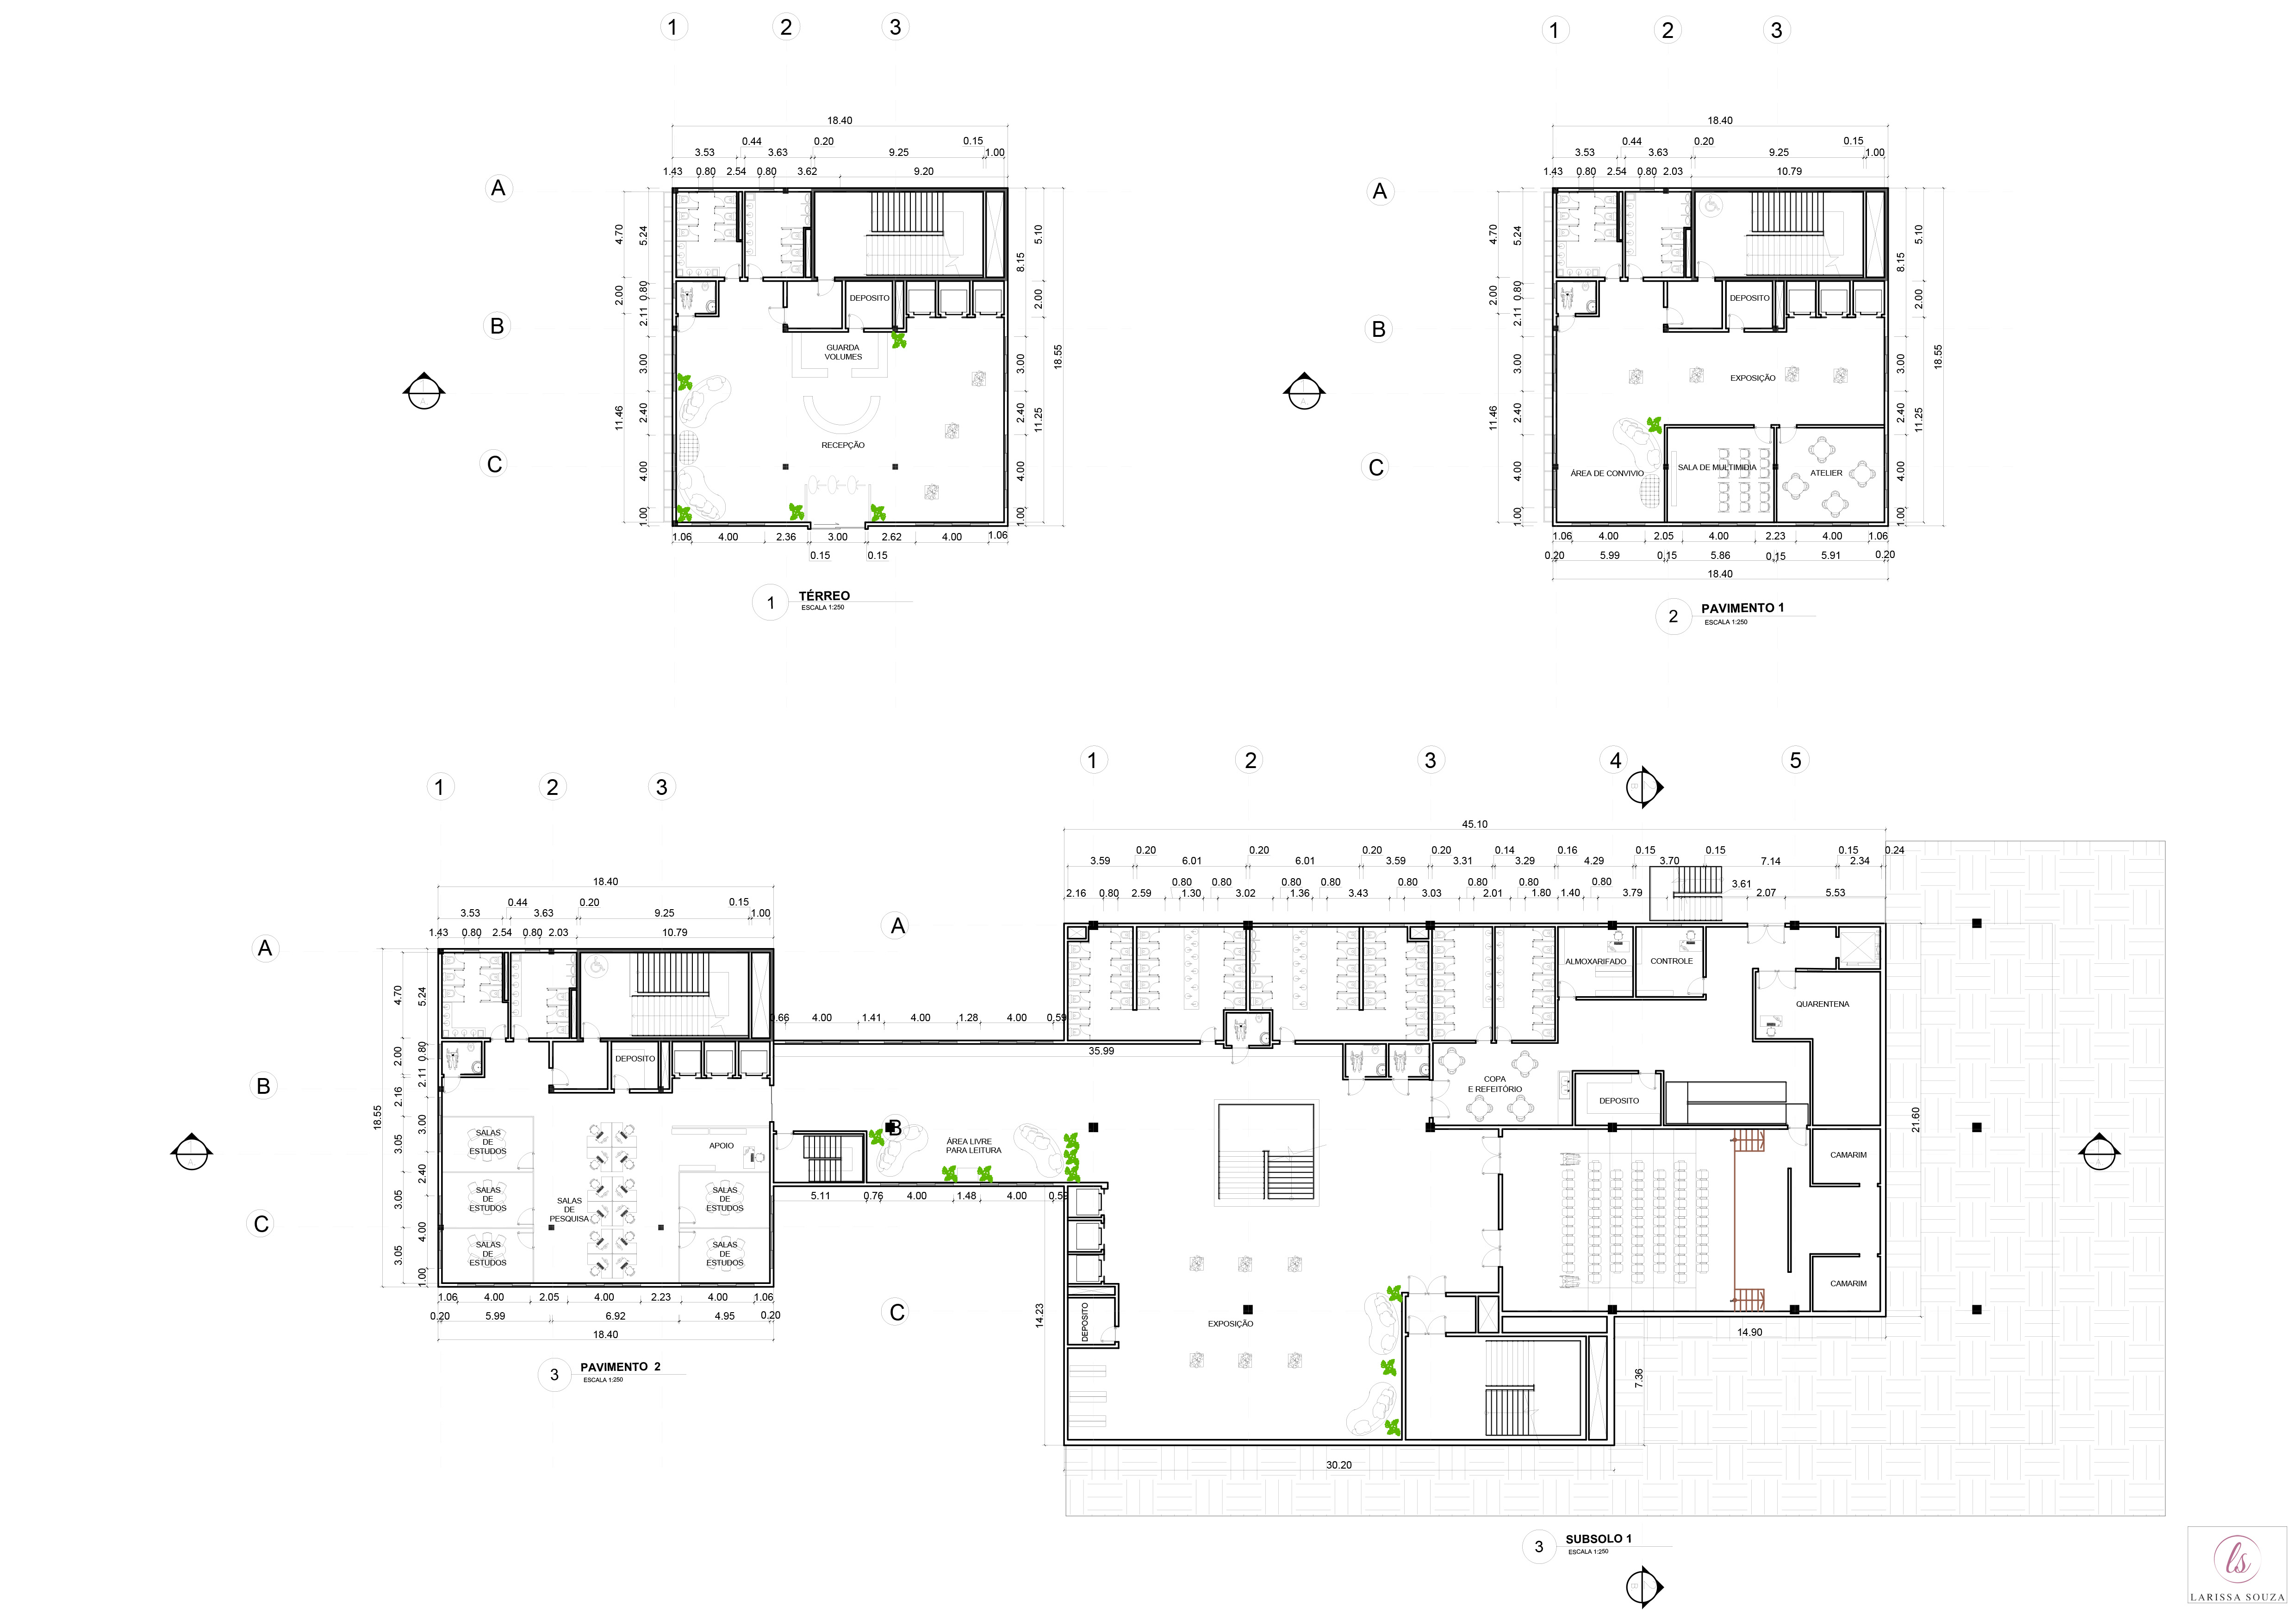 1 2 3
18.40
0.44 0.20 0.15
3.53 3.63 9.25 1.00
1.43 0.80 2.54 0.80 3.62 9.20
A
B
C
4.70 5.24
2.00 0.80
2.11
3.00
11.46 2.40
4.00
1.00
5.10
8.15
2.00
3.00
18.55
2.40 11.25
4.00
1.00
DEPOSITO
GUARDA
VOLUMES
RECEPÇÃO
1.06 4.00 2.36 3.00 2.62 4.00 1.06
0.15 0.15
1 TÉRREO
ESCALA 1:250
1 2 3
18.40
0.44 0.20 0.15
3.53 3.63 9.25 1.00
1.43 0.80 2.54 0.80 2.03 10.79
A
B
C
4.70 5.24
2.00 0.80
2.11
3.00
11.46 2.40
4.00
1.00
5.10
8.15
2.00
3.00
18.55
2.40 11.25
4.00
1.00
DEPOSITO
EXPOSIÇÃO
ÁREA DE CONVIVIO
SALA DE MULTIMIDIA
ATELIER
1.06 4.00 2.05 4.00 2.23 4.00 1.06
0.20 5.99 0.15 5.86 0.15 5.91 0.20
18.40
2 PAVIMENTO 1
ESCALA 1:250
1 2 3
18.40
0.44 0.20 0.15
3.53 3.63 9.25 1.00
1.43 0.80 2.54 0.80 2.03 10.79
A
B
C
4.70 5.24
2.00 0.80
2.11
2.16
3.00
18.55
3.05
2.40
3.05
4.00
3.05
1.00
DEPOSITO
SALAS
DE
ESTUDOS
SALAS
DE
ESTUDOS
SALAS
DE
ESTUDOS
SALAS
DE
PESQUISA
APOIO
SALAS
DE
ESTUDOS
SALAS
DE
ESTUDOS
1.06 4.00 2.05 4.00 2.23 4.00 1.06
0.20 5.99 6.92 4.95 0.20
18.40
3 PAVIMENTO 2
ESCALA 1:250
A
B
C
0.66 4.00 1.41 4.00 1.28 4.00 0.59
35.99
ÁREA LIVRE
PARA LEITURA
5.11 0.76 4.00 1.48 4.00 0.59
1 2 3 4 5
45.10
0.20 0.20 0.20 0.20 0.14 0.16 0.15 0.15 0.15 0.24
3.59 6.01 6.01 3.59 3.31 3.29 4.29 3.70 7.14 2.34
0.80 0.80 0.80 0.80 0.80 0.80 0.80 0.80 3.61
2.16 0.80 2.59 1.30 3.02 1.36 3.43 3.03 2.01 1.80 1.40 3.79 2.07 5.53
ALMOXARIFADO
CONTROLE
QUARENTENA
COPA
E REFEITÓRIO
DEPOSITO
CAMARIM
CAMARIM
21.60
14.23
DEPOSITO
EXPOSIÇÃO
14.90
7.36
30.20
3 SUBSOLO 1
ESCALA 1:250
ls
LARISSA SOUZA